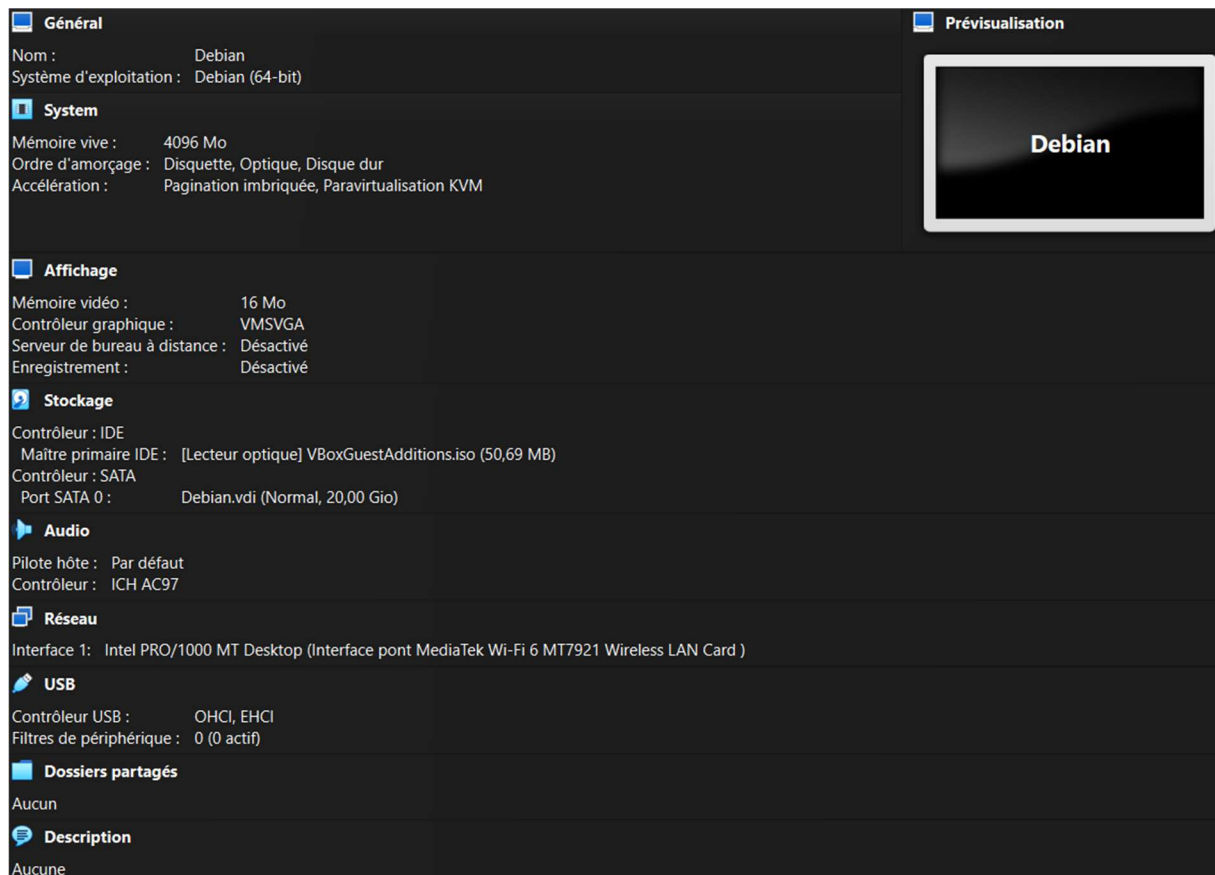 Général
Nom : Debian
Système d'exploitation : Debian (64-bit)
Prévisualisation
Debian
System
Mémoire vive : 4096 Mo
Ordre d'amorçage : Disquette, Optique, Disque dur
Accélération : Pagination imbriquée, Paravirtualisation KVM
Affichage
Mémoire vidéo : 16 Mo
Contrôleur graphique : VMSVGA
Serveur de bureau à distance : Désactivé
Enregistrement : Désactivé
Stockage
Contrôleur : IDE
Maître primaire IDE : [Lecteur optique] VBoxGuestAdditions.iso (50,69 MB)
Contrôleur : SATA
Port SATA 0 : Debian.vdi (Normal, 20,00 Gio)
Audio
Pilote hôte : Par défaut
Contrôleur : ICH AC97
Réseau
Interface 1: Intel PRO/1000 MT Desktop (Interface pont MediaTek Wi-Fi 6 MT7921 Wireless LAN Card )
USB
Contrôleur USB : OHCI, EHCI
Filtres de périphérique : 0 (0 actif)
Dossiers partagés
Aucun
Description
Aucune